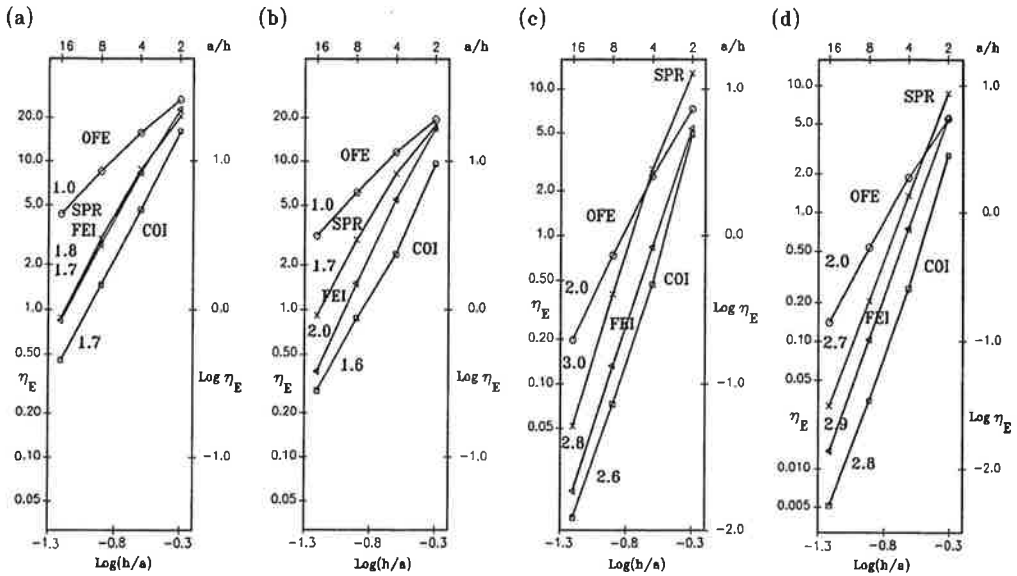 (a)
16 8 4 2 a/h
20.0
10.0
5.0
2.0
1.0
0.50
η_E
0.20
0.10
0.05
OFE
1.0
SPR
FEI
1.8
1.7
COI
1.7
1.0
0.0
Log η_E
-1.0
-1.3 -0.8 -0.3
Log(h/a)
(b)
16 8 4 2 a/h
20.0
10.0
5.0
2.0
1.0
0.50
η_E
0.20
0.10
0.05
OFE
1.0
SPR
1.7
COI
FEI
2.0
1.6
1.0
0.0
Log η_E
-1.0
-1.3 -0.8 -0.3
Log(h/a)
(c)
16 8 4 2 a/h
10.0
5.0
2.0
1.0
0.50
η_E
0.20
0.10
0.05
SPR
OFE
2.0
COI
FEI
3.0
2.8
2.6
1.0
0.0
Log η_E
-1.0
-2.0
-1.3 -0.8 -0.3
Log(h/a)
(d)
16 8 4 2 a/h
10.0
5.0
2.0
1.0
0.50
0.20
0.10
0.05
η_E
0.010
0.005
SPR
OFE
2.0
COI
FEI
2.7
2.9
2.8
1.0
0.0
-1.0
Log η_E
-2.0
-1.3 -0.8 -0.3
Log(h/a)